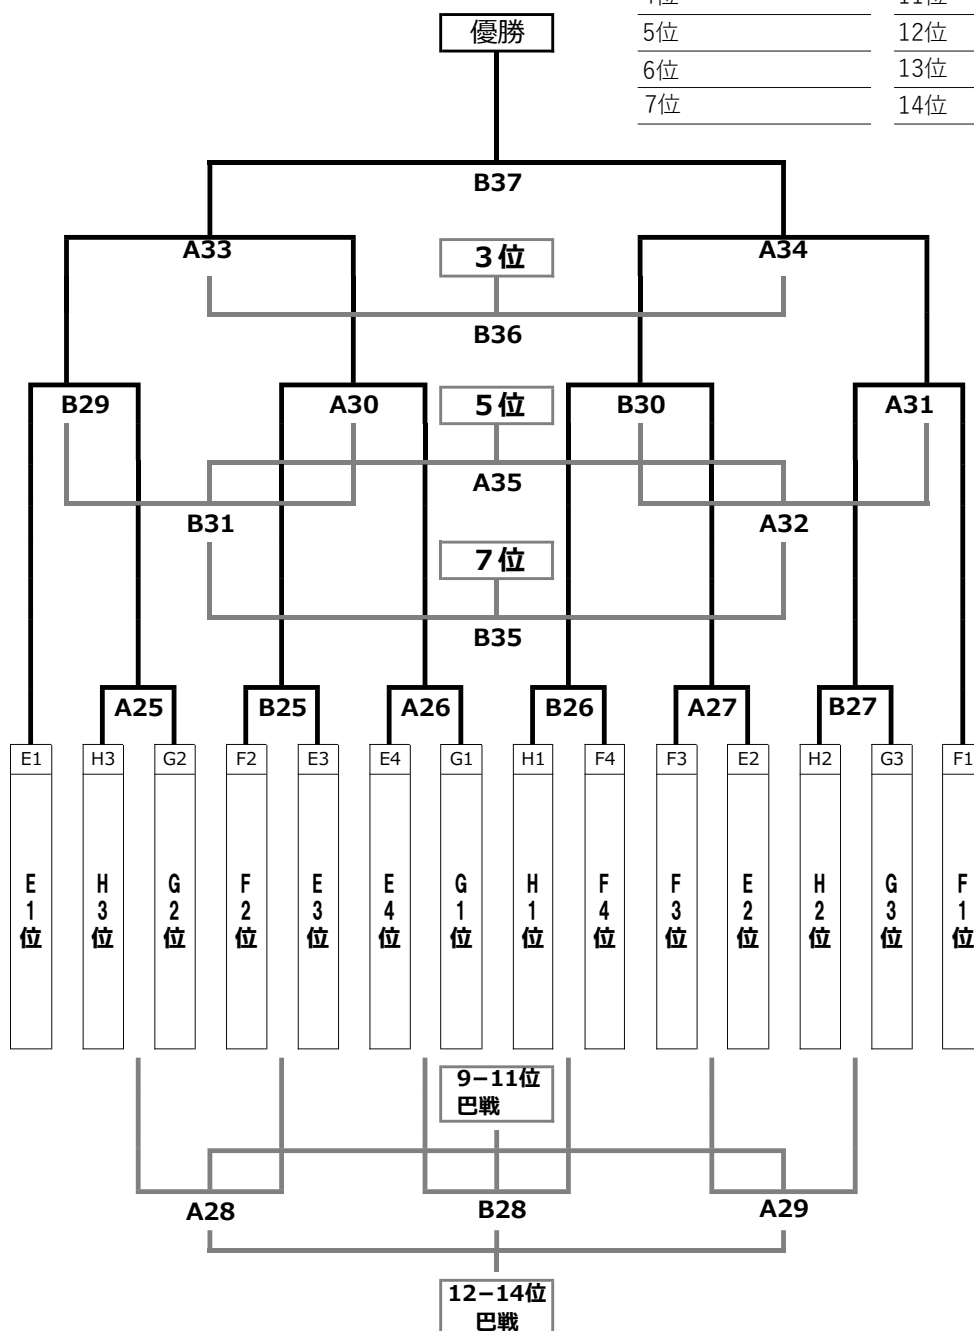 4位 11位
優勝
5位 12位
6位 13位
7位 14位
B37
A33 3位 A34
B36
B29 A30 5位 B30 A31
A35
B31 A32
7位
B35
A25 B25 A26 B26 A27 B27
E1 H3 G2 F2 E3 E4 G1 H1 F4 F3 E2 H2 G3 F1
E1位 H3位 G2位 F2位 E3位 E4位 G1位 H1位 F4位 F3位 E2位 H2位 G3位 F1位
9−11位
巴戦
A28 B28 A29
12−14位
巴戦